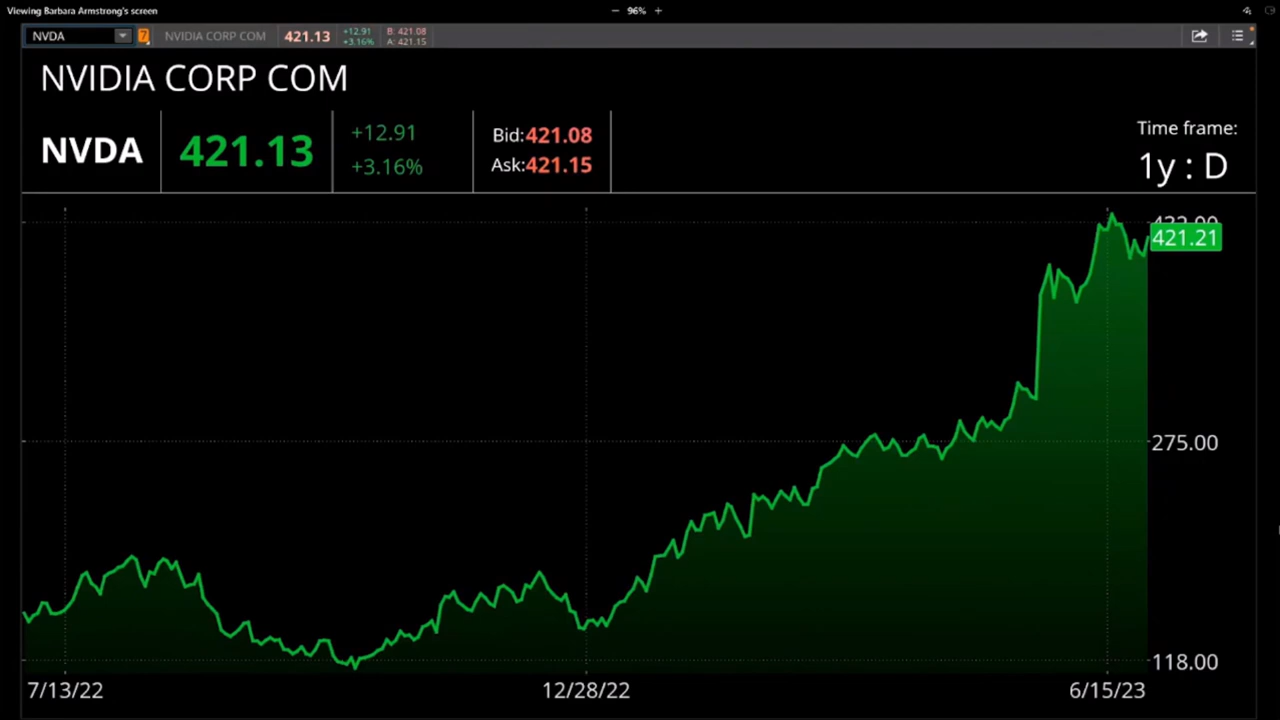 Viewing Barbara Armstrong's screen
96%
NVDA
7
NVIDIA CORP COM
421.13
+12.91
+3.16%
B: 421.08
A: 421.15
NVIDIA CORP COM
NVDA
421.13
+12.91
+3.16%
Bid:421.08
Ask:421.15
Time frame:
1y : D
421.21
275.00
118.00
7/13/22
12/28/22
6/15/23